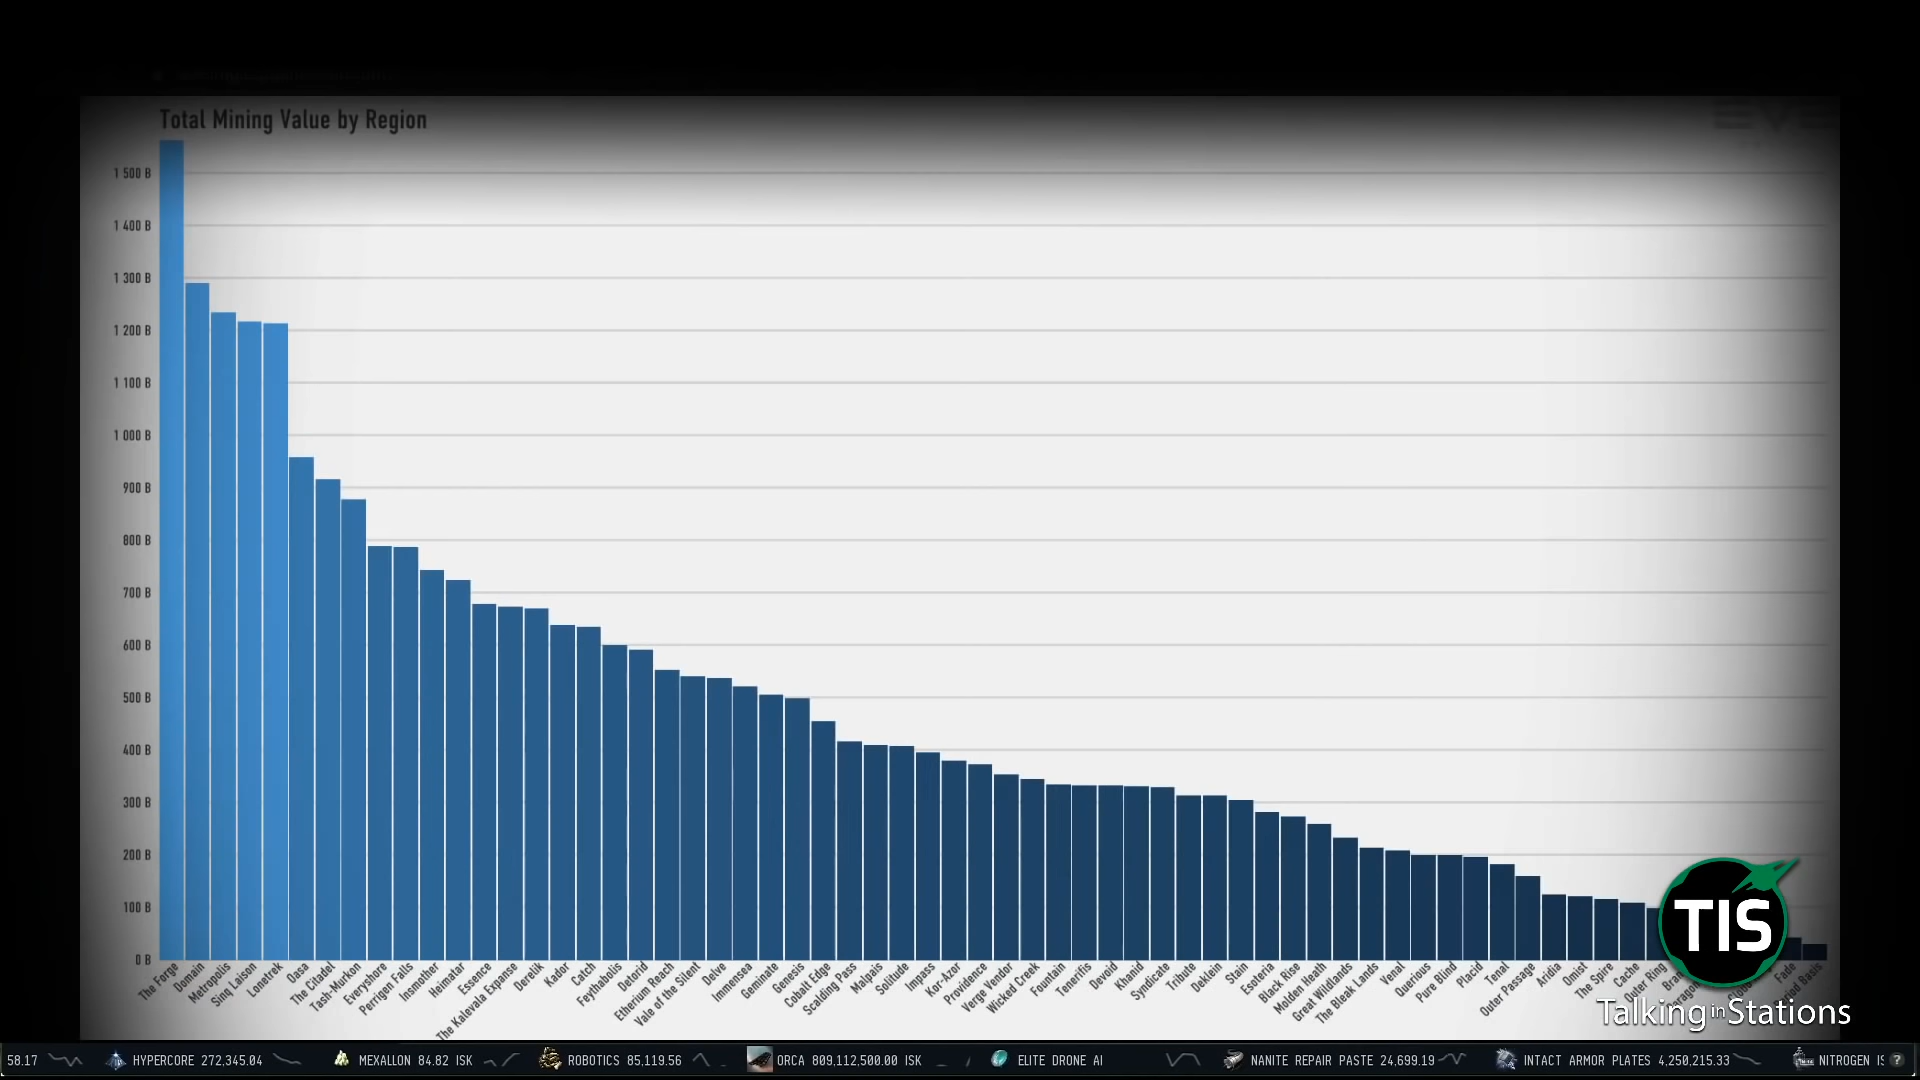 Total Mining Value by Region
EVE
1 500 B
1 400 B
1 300 B
1 200 B
1 100 B
1 000 B
900 B
800 B
700 B
600 B
500 B
400 B
300 B
200 B
100 B
0 B
The Forge
Domain
Metropolis
Sinq Laison
Lonetrek
Oasa
The Citadel
Tash-Murkon
Everyshore
Perrigen Falls
Insmother
Heimatar
Essence
The Kalevala Expanse
Derelik
Kador
Catch
Feythabolis
Detorid
Etherium Reach
Vale of the Silent
Delve
Immensea
Geminate
Genesis
Cobalt Edge
Scalding Pass
Malpais
Solitude
Impass
Kor-Azor
Providence
Verge Vendor
Wicked Creek
Fountain
Tenerifis
Devoid
Khanid
Syndicate
Tribute
Deklein
Stain
Esoteria
Black Rise
Molden Heath
Great Wildlands
The Bleak Lands
Venal
Querious
Pure Blind
Placid
Tenal
Outer Passage
Aridia
Omist
The Spire
Cache
Outer Ring
Fade
TIS
Talking in Stations
58.17
HYPERCORE 272,345.04
MEXALLON 84.82 ISK
ROBOTICS 85,119.56
ORCA 809,112,500.00 ISK
ELITE DRONE AI
NANITE REPAIR PASTE 24,699.19
INTACT ARMOR PLATES 4,250,215.33
NITROGEN IS
?